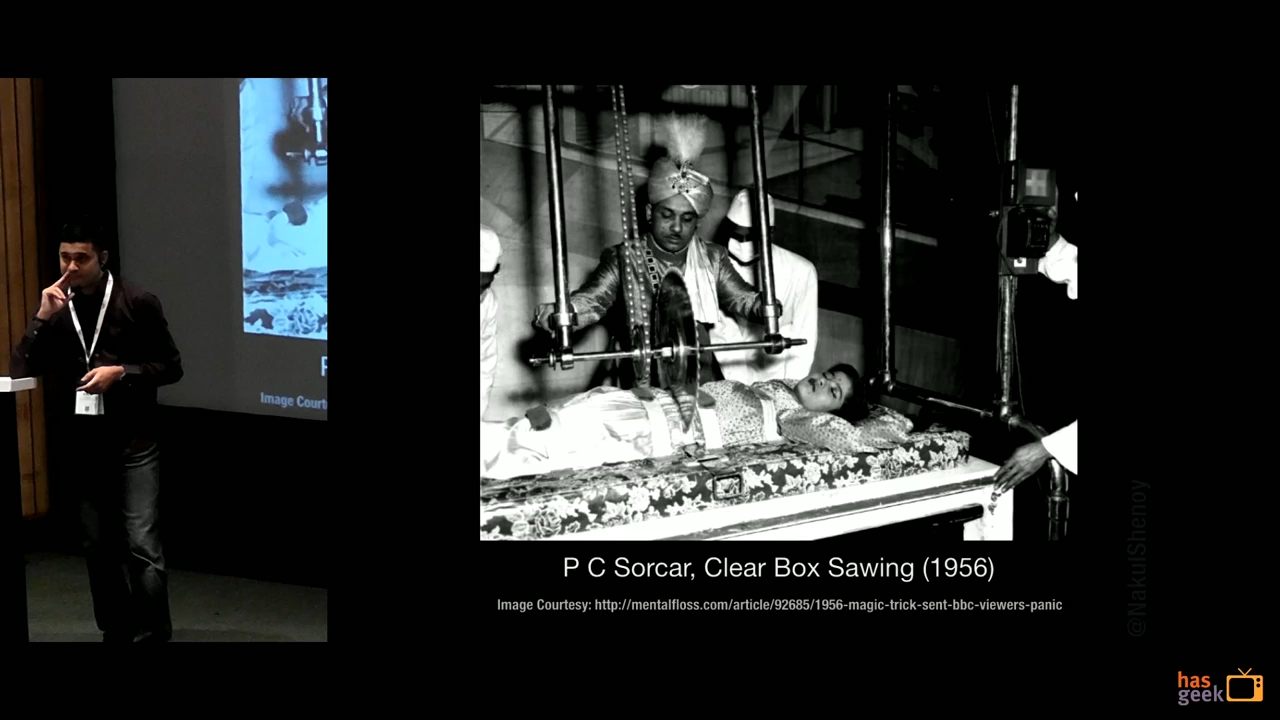 P
Image Court
P C Sorcar, Clear Box Sawing (1956)
Image Courtesy: http://mentalfloss.com/article/92685/1956-magic-trick-sent-bbc-viewers-panic
@NakulShenoy
has
geek